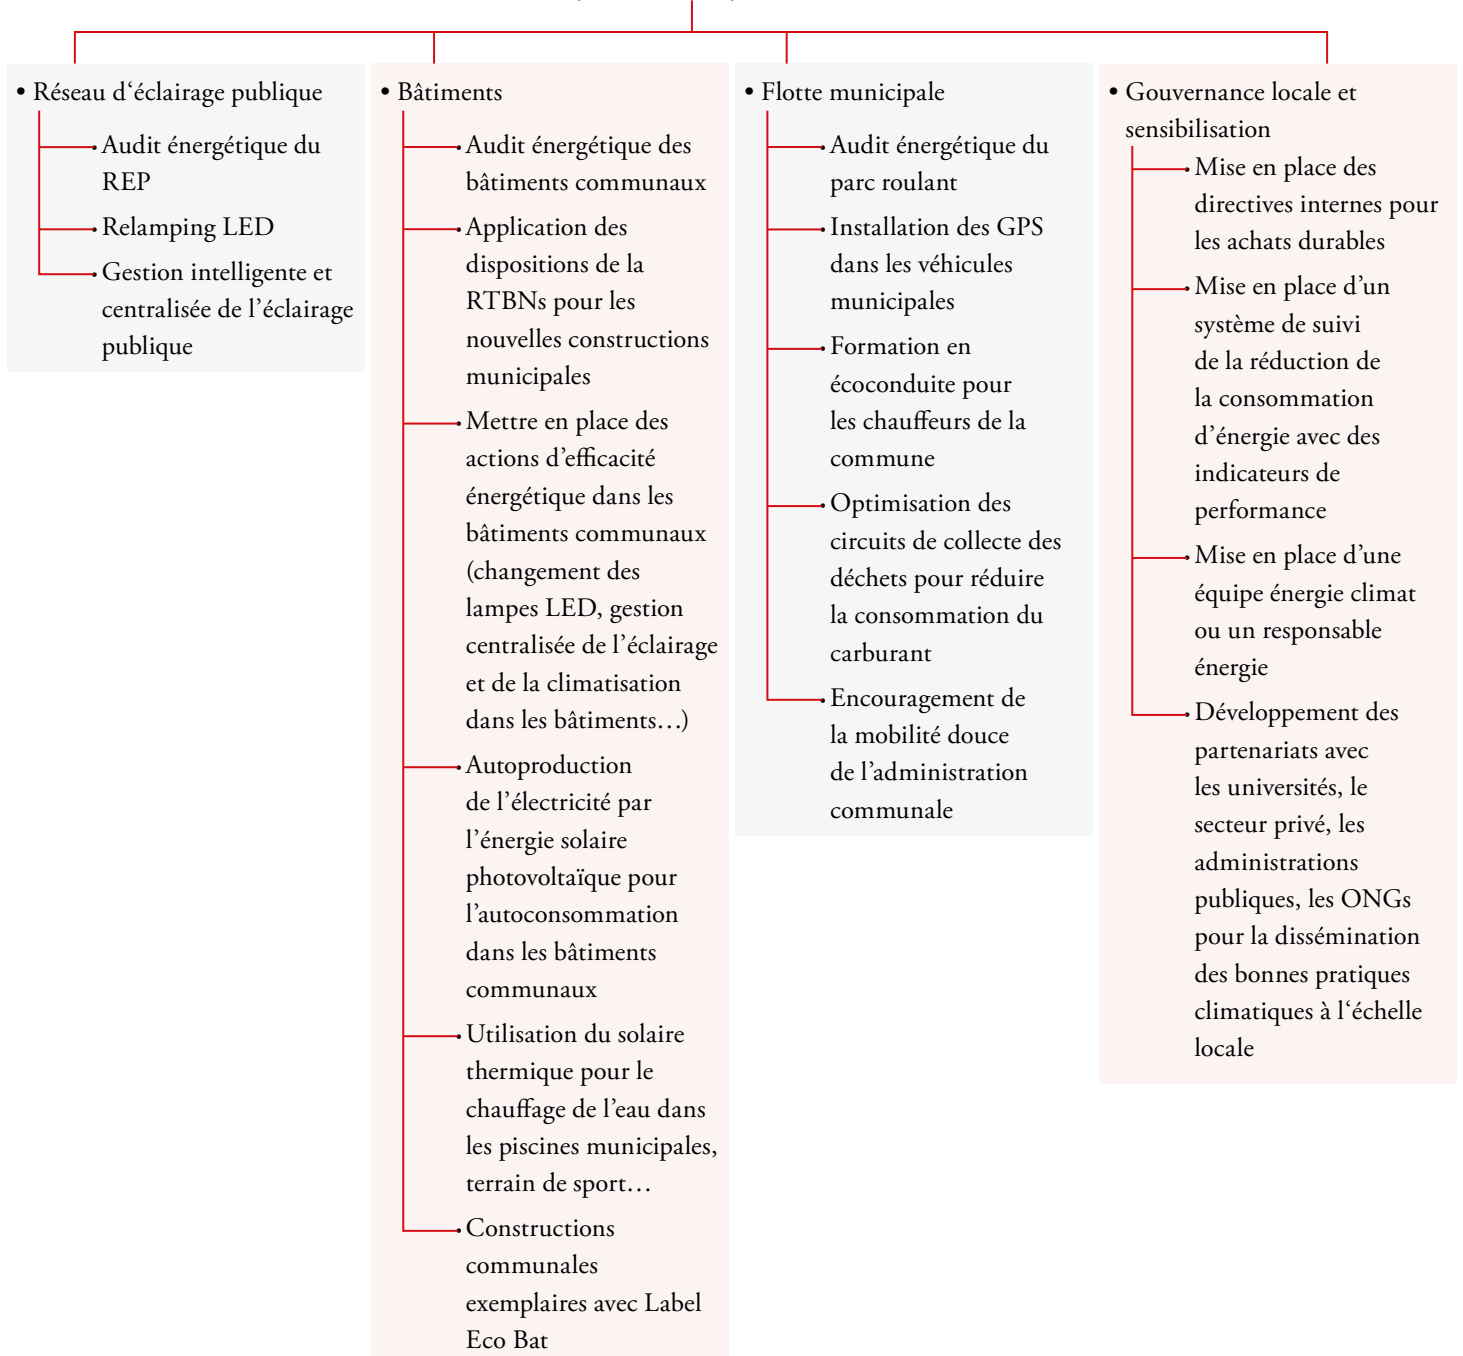 • Réseau d‘éclairage publique
Audit énergétique du
REP
Relamping LED
Gestion intelligente et
centralisée de l’éclairage
publique
• Bâtiments
Audit énergétique des
bâtiments communaux
Application des
dispositions de la
RTBNs pour les
nouvelles constructions
municipales
Mettre en place des
actions d’efficacité
énergétique dans les
bâtiments communaux
(changement des
lampes LED, gestion
centralisée de l’éclairage
et de la climatisation
dans les bâtiments…)
Autoproduction
de l’électricité par
l’énergie solaire
photovoltaïque pour
l’autoconsommation
dans les bâtiments
communaux
Utilisation du solaire
thermique pour le
chauffage de l’eau dans
les piscines municipales,
terrain de sport…
Constructions
communales
exemplaires avec Label
Eco Bat
• Flotte municipale
Audit énergétique du
parc roulant
Installation des GPS
dans les véhicules
municipales
Formation en
écoconduite pour
les chauffeurs de la
commune
Optimisation des
circuits de collecte des
déchets pour réduire
la consommation du
carburant
Encouragement de
la mobilité douce
de l’administration
communale
• Gouvernance locale et
sensibilisation
Mise en place des
directives internes pour
les achats durables
Mise en place d’un
système de suivi
de la réduction de
la consommation
d’énergie avec des
indicateurs de
performance
Mise en place d’une
équipe énergie climat
ou un responsable
énergie
Développement des
partenariats avec
les universités, le
secteur privé, les
administrations
publiques, les ONGs
pour la dissémination
des bonnes pratiques
climatiques à l‘échelle
locale